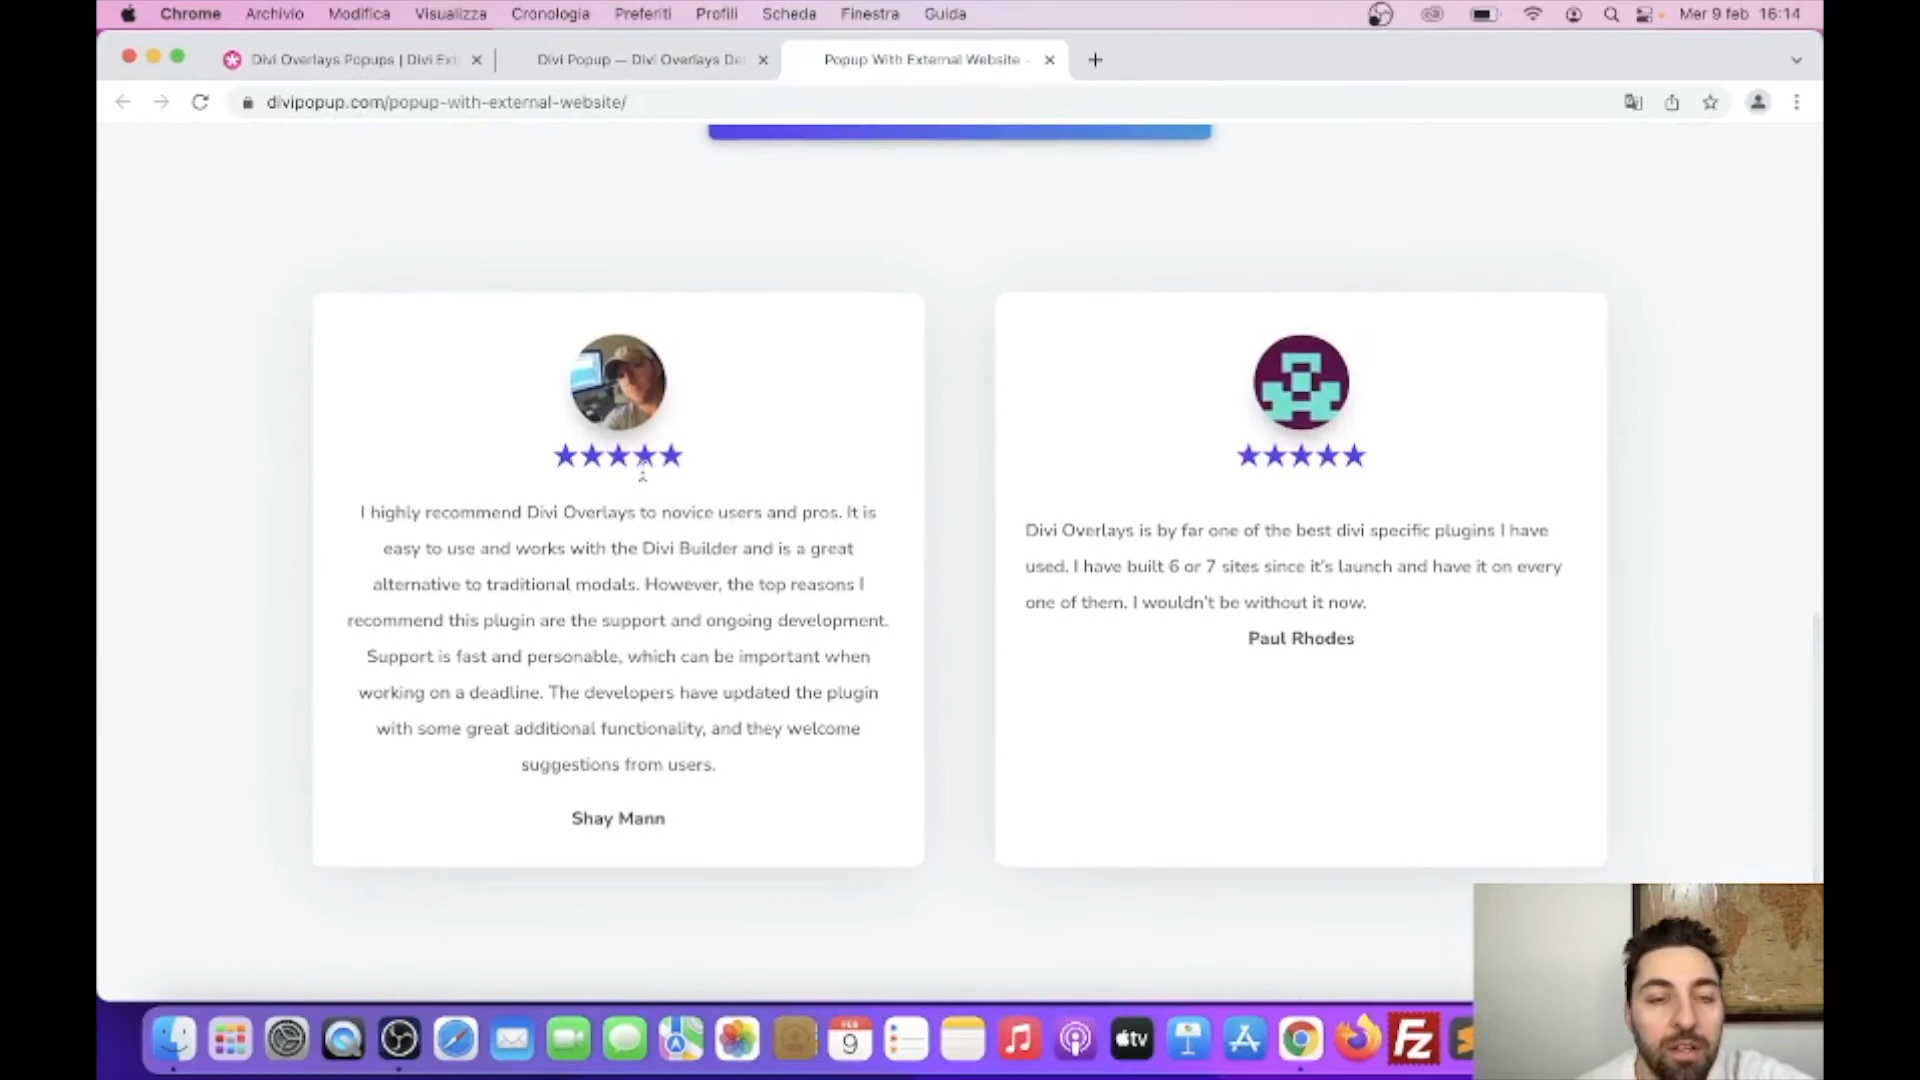 Chrome Archivio Modifica Visualizza Cronologia Preferiti Profili Scheda Finestra Guida Mer 9 feb 16:14
Divi Overlays Popups | Divi Ext Divi Popup — Divi Overlays De Popup With External Website –
divipopup.com/popup-with-external-website/
I highly recommend Divi Overlays to novice users and pros. It is
easy to use and works with the Divi Builder and is a great
alternative to traditional modals. However, the top reasons I
recommend this plugin are the support and ongoing development.
Support is fast and personable, which can be important when
working on a deadline. The developers have updated the plugin
with some great additional functionality, and they welcome
suggestions from users.
Shay Mann
Divi Overlays is by far one of the best divi specific plugins I have
used. I have built 6 or 7 sites since it's launch and have it on every
one of them. I wouldn't be without it now.
Paul Rhodes
FEB
9
tv
FZ